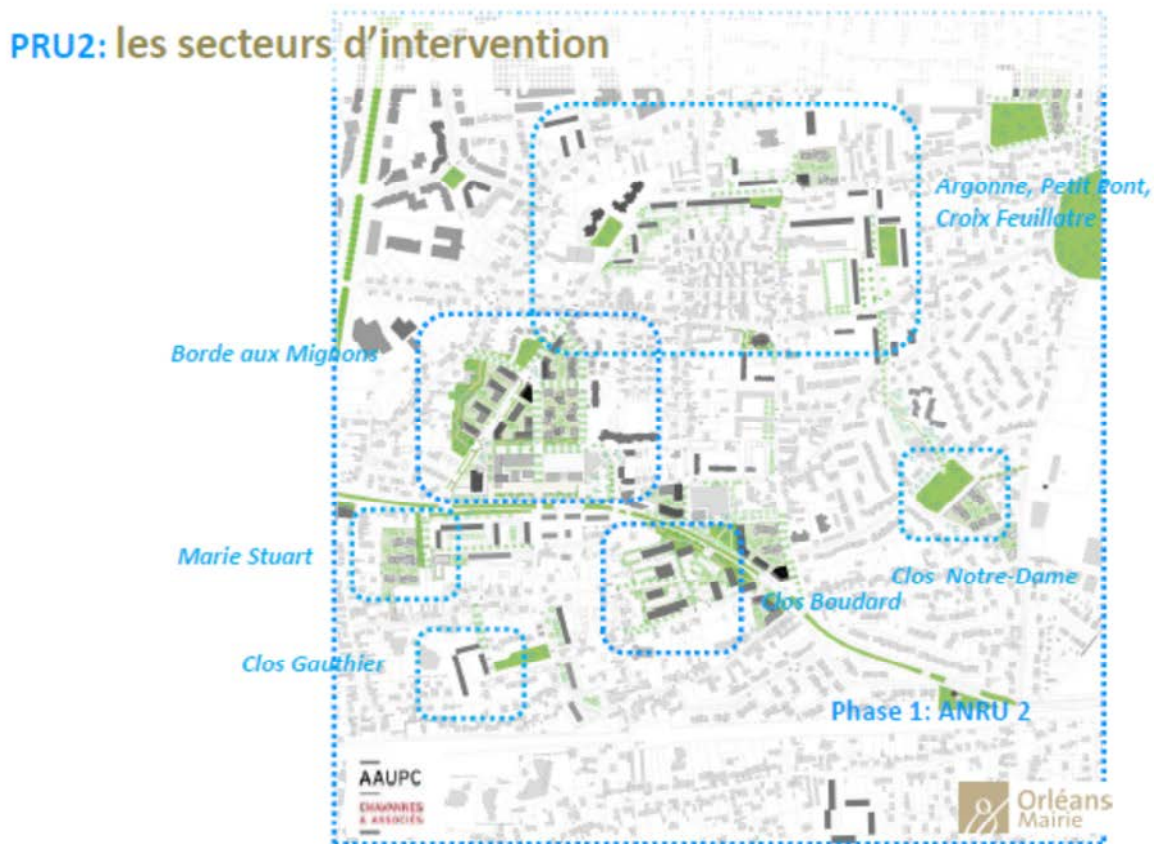 PRU2: les secteurs d'intervention
Argonne, Petit Pont,
Croix Feuillatre
Borde aux Mignons
Marie Stuart
Clos Notre-Dame
Clos Boudard
Clos Gauthier
Phase 1: ANRU 2
AAUPC
CHAVANNES
& ASSOCIÉS
Orléans
Mairie